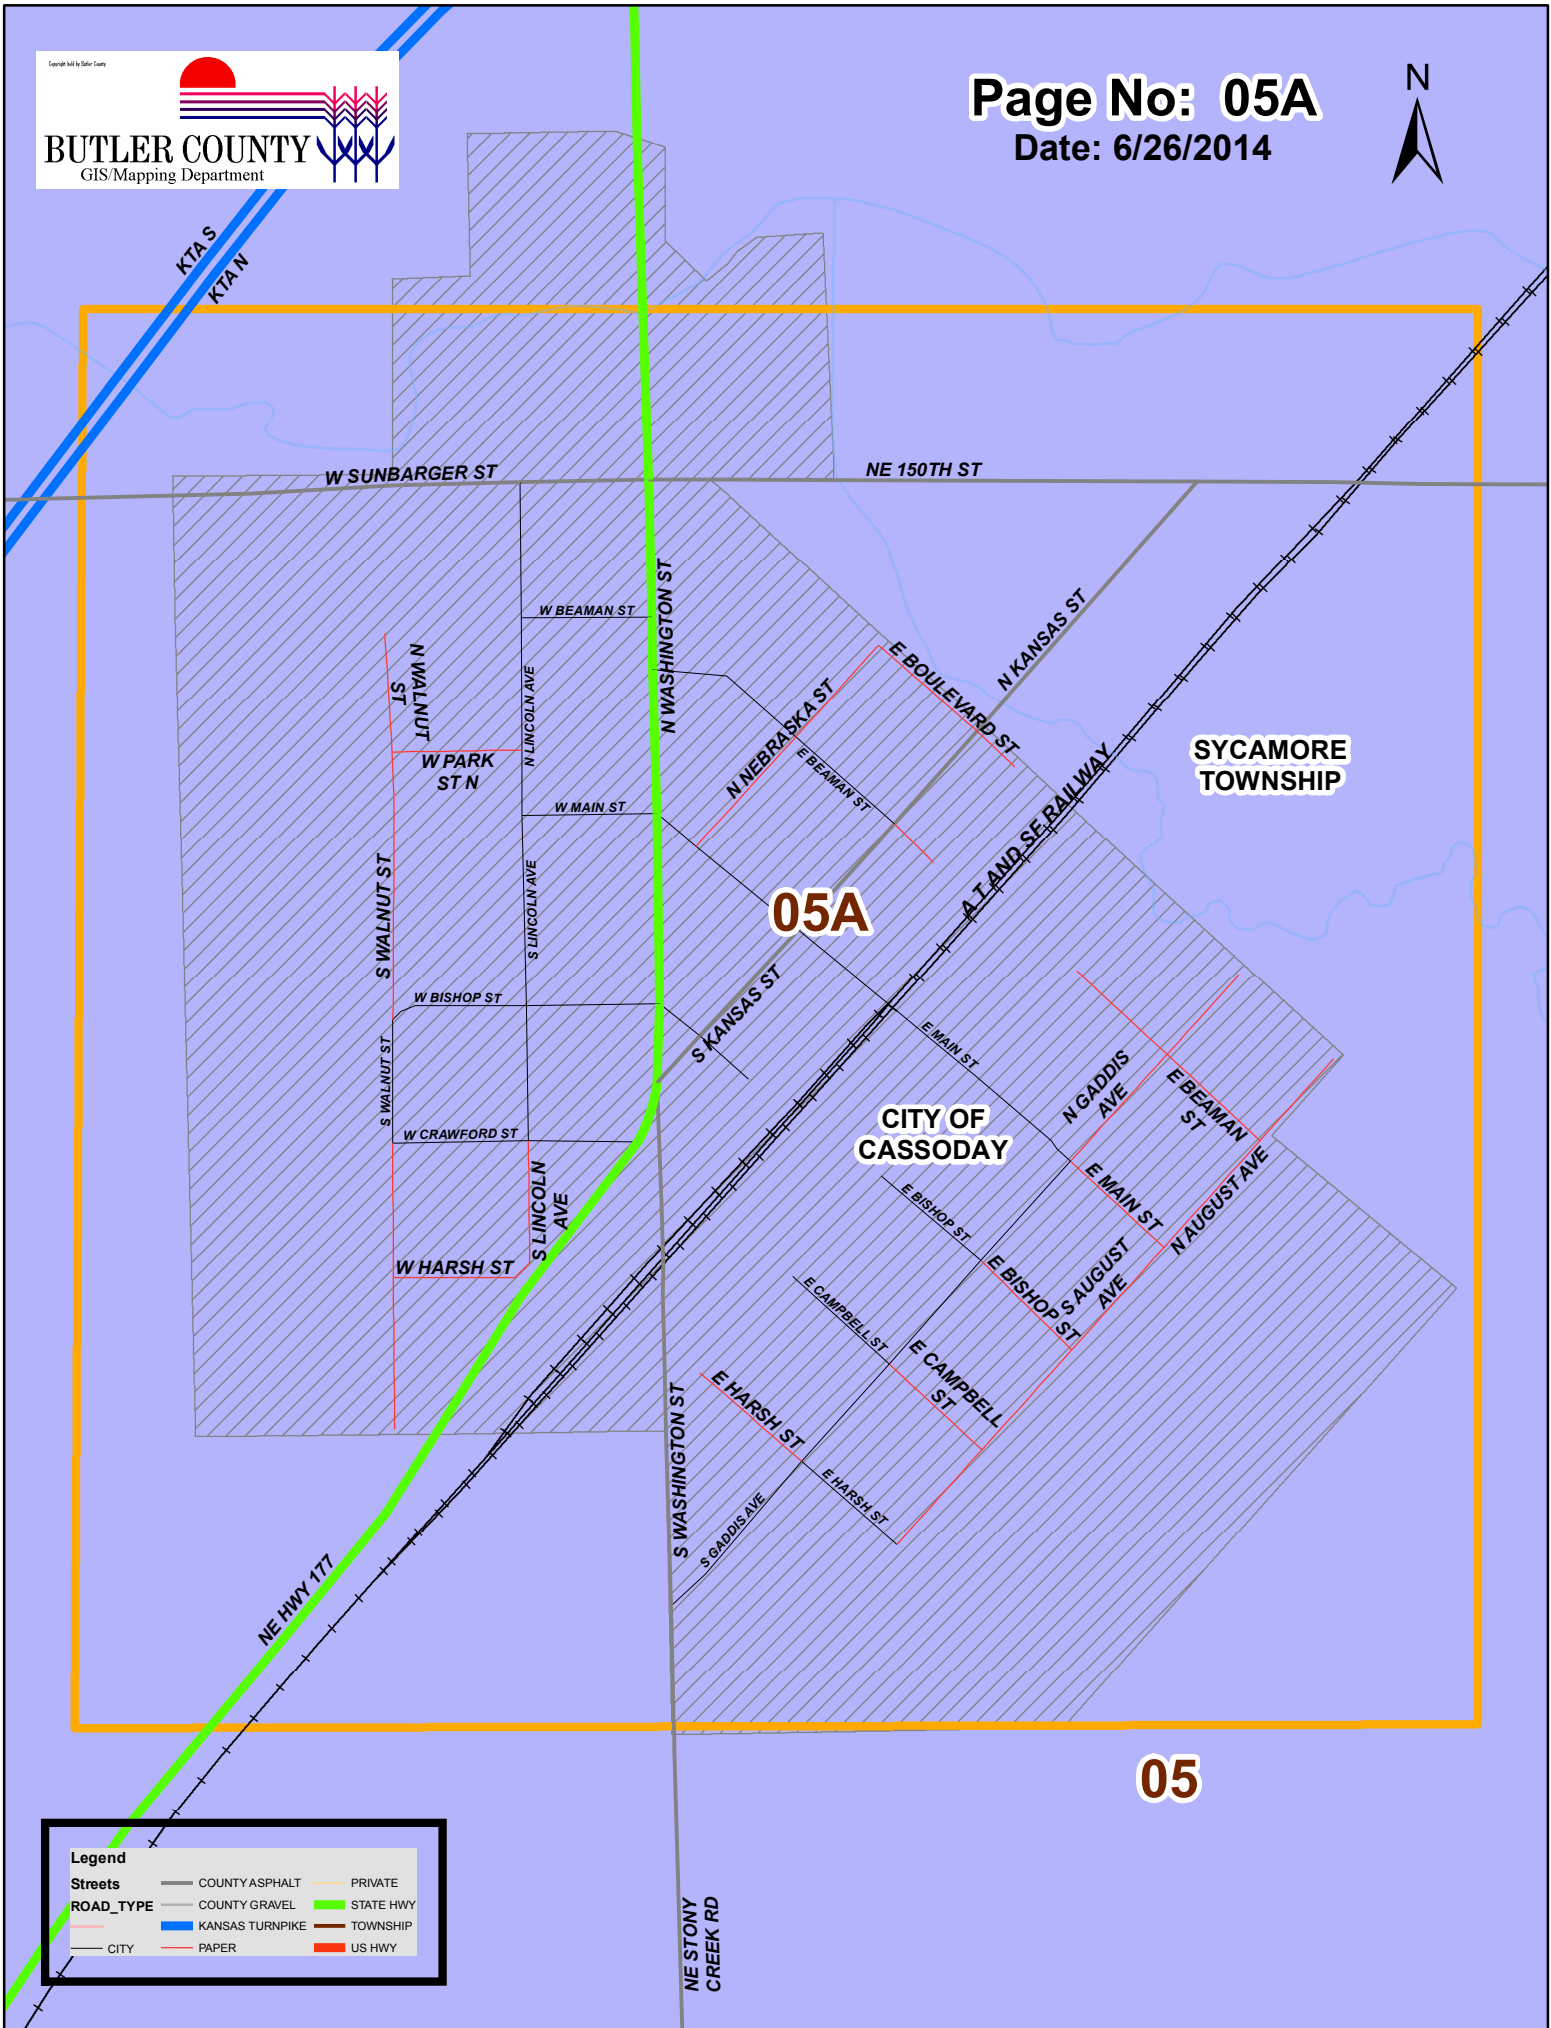 Copyright held by Butler County
BUTLER COUNTY
GIS/Mapping Department
Page No: 05A
Date: 6/26/2014
N
KTA S
KTA N
W SUNBARGER ST
NE 150TH ST
W BEAMAN ST
N WASHINGTON ST
N WALNUT
ST
N LINCOLN AVE
W PARK
ST N
W MAIN ST
N NEBRASKA ST
E BOULEVARD ST
E BEAMAN ST
N KANSAS ST
SYCAMORE
TOWNSHIP
A T AND SF RAILWAY
05A
S WALNUT ST
S LINCOLN AVE
W BISHOP ST
S KANSAS ST
E MAIN ST
S WALNUT ST
W CRAWFORD ST
CITY OF
CASSODAY
N GADDIS
AVE
E BEAMAN
ST
E MAIN ST
N AUGUST AVE
S LINCOLN
AVE
W HARSH ST
E BISHOP ST
E BISHOP ST
S AUGUST
AVE
E CAMPBELL ST
E CAMPBELL
ST
E HARSH ST
E HARSH ST
S WASHINGTON ST
S GADDIS AVE
NE HWY 177
05
NE STONY
CREEK RD
Legend
Streets
ROAD_TYPE
CITY
COUNTY ASPHALT
COUNTY GRAVEL
KANSAS TURNPIKE
PAPER
PRIVATE
STATE HWY
TOWNSHIP
US HWY